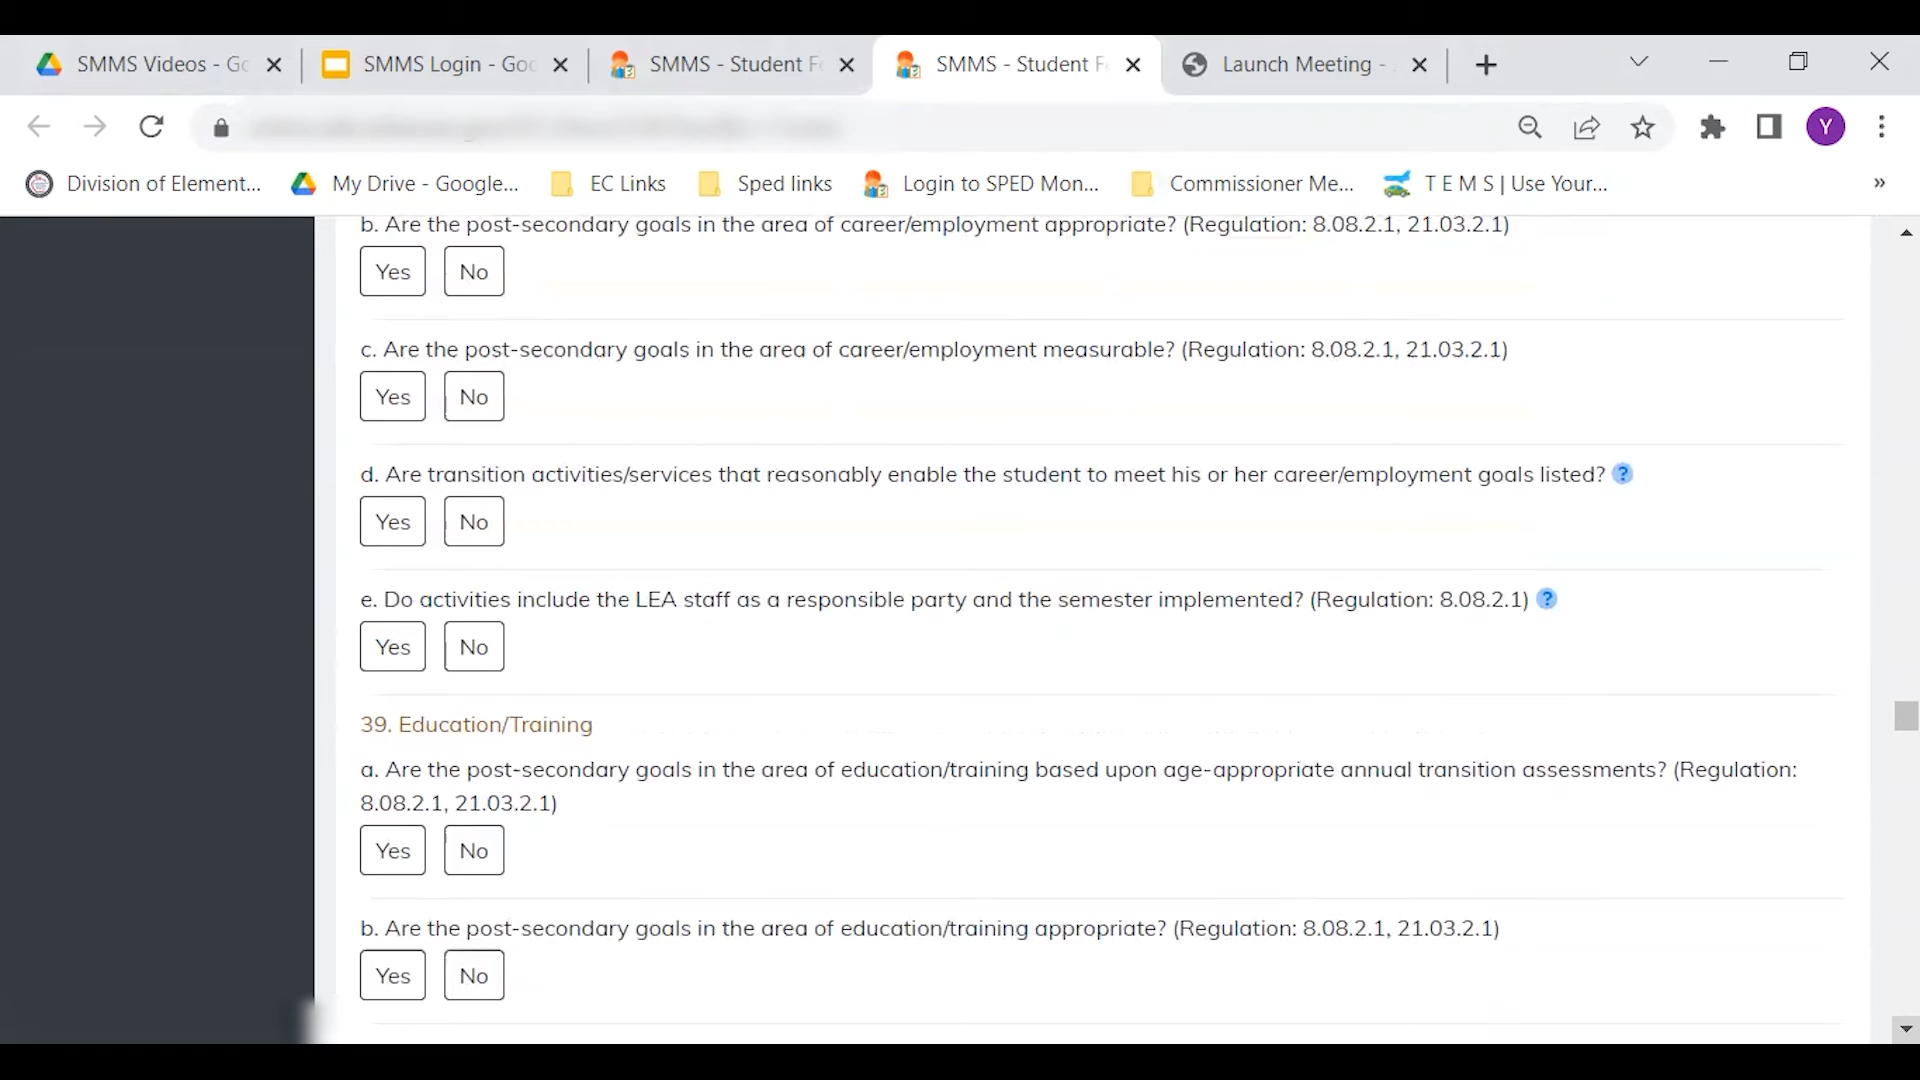 SMMS Videos - Go
SMMS Login - Goo
SMMS - Student F
SMMS - Student F
Launch Meeting -
Y
Division of Element...
My Drive - Google...
EC Links
Sped links
Login to SPED Mon...
Commissioner Me...
T E M S | Use Your...
»
b. Are the post-secondary goals in the area of career/employment appropriate? (Regulation: 8.08.2.1, 21.03.2.1)
Yes No
c. Are the post-secondary goals in the area of career/employment measurable? (Regulation: 8.08.2.1, 21.03.2.1)
Yes No
d. Are transition activities/services that reasonably enable the student to meet his or her career/employment goals listed? ?
Yes No
e. Do activities include the LEA staff as a responsible party and the semester implemented? (Regulation: 8.08.2.1) ?
Yes No
39. Education/Training
a. Are the post-secondary goals in the area of education/training based upon age-appropriate annual transition assessments? (Regulation:
8.08.2.1, 21.03.2.1)
Yes No
b. Are the post-secondary goals in the area of education/training appropriate? (Regulation: 8.08.2.1, 21.03.2.1)
Yes No